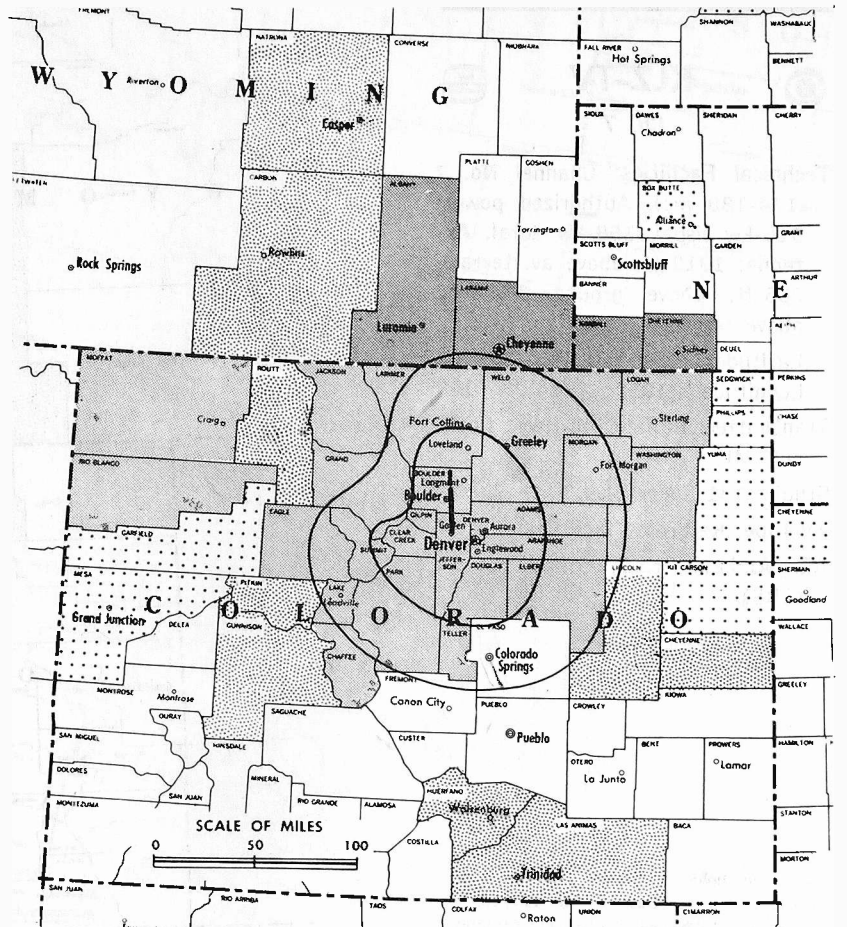 FREMONT
NATRONA
CONVERSE
NIOBRARA
FALL RIVER
SHANNON
WASHABAUGH
Hot Springs
BENNETT
WYOMING
Riverton
Casper
SIOUX
DAWES
SHERIDAN
CHERRY
Chadron
PLATTE
GOSHEN
CARBON
ALBANY
BOX BUTTE
Alliance
Torrington
GRANT
SCOTTS BLUFF
MORRILL
GARDEN
Rawlins
Rock Springs
Scottsbluff
ARTHUR
BANNER
NE
LARAMIE
Laramie
Cheyenne
KIMBALL
CHEYENNE
Sidney
KEITH
DEUEL
MOFFAT
ROUTT
JACKSON
LARIMER
WELD
LOGAN
SEDGWICK
PERKINS
Craig
Fort Collins
Sterling
PHILLIPS
CHASE
Loveland
Greeley
MORGAN
WASHINGTON
YUMA
RIO BLANCO
GRAND
BOULDER
Longmont
Fort Morgan
DUNDY
Boulder
ADAMS
CHEYENNE
GARFIELD
EAGLE
GILPIN
Golden
DENVER
Aurora
CLEAR CREEK
Denver
Englewood
ARAPAHOE
SUMMIT
JEFFER-
SON
DOUGLAS
ELBERT
LINCOLN
KIT CARSON
SHERMAN
MESA
PITKIN
LAKE
PARK
Leadville
Goodland
COLORADO
Grand Junction
DELTA
GUNNISON
TELLER
EL PASO
WALLACE
CHAFFEE
Colorado Springs
CHEYENNE
MONTROSE
Montrose
FREMONT
Canon City
KIOWA
GREELEY
OURAY
SAGUACHE
PUEBLO
CROWLEY
SAN MIGUEL
HINSDALE
CUSTER
Pueblo
BENT
PROWERS
HAMILTON
OTERO
La Junta
Lamar
DOLORES
MINERAL
HUERFANO
SAN JUAN
MONTEZUMA
RIO GRANDE
ALAMOSA
Walsenburg
STANTON
SCALE OF MILES
0 50 100
COSTILLA
LAS ANIMAS
BACA
MORTON
Trinidad
SAN JUAN
RIO ARRIBA
TAOS
COLFAX
Raton
UNION
CIMARRON